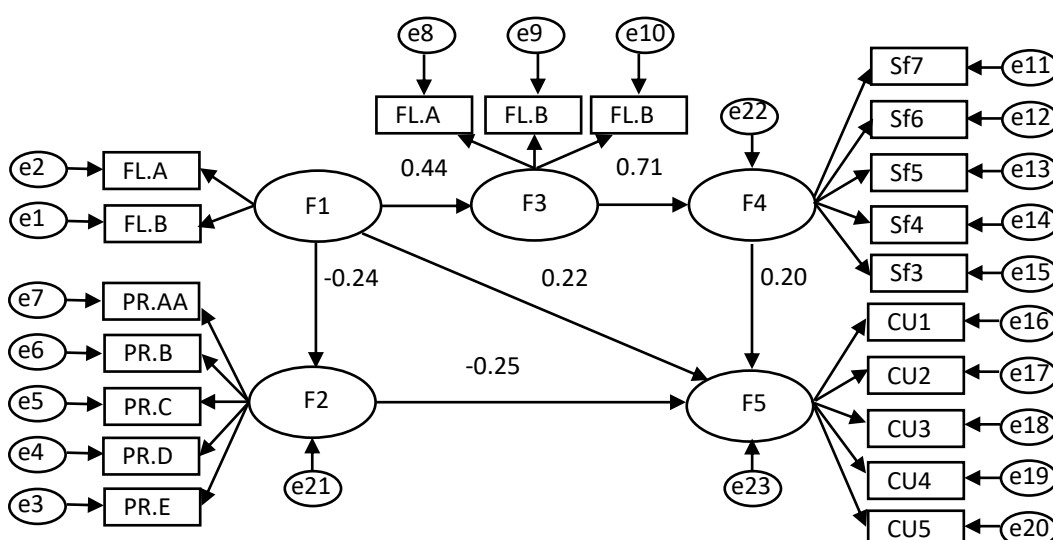 e8
e9
e10
FL.A
FL.B
FL.B
e22
Sf7
e11
Sf6
e12
Sf5
e13
Sf4
e14
Sf3
e15
e2
FL.A
e1
FL.B
F1
0.44
F3
0.71
F4
-0.24
0.22
0.20
e7
PR.AA
e6
PR.B
e5
PR.C
e4
PR.D
e3
PR.E
F2
-0.25
F5
e21
e23
CU1
e16
CU2
e17
CU3
e18
CU4
e19
CU5
e20